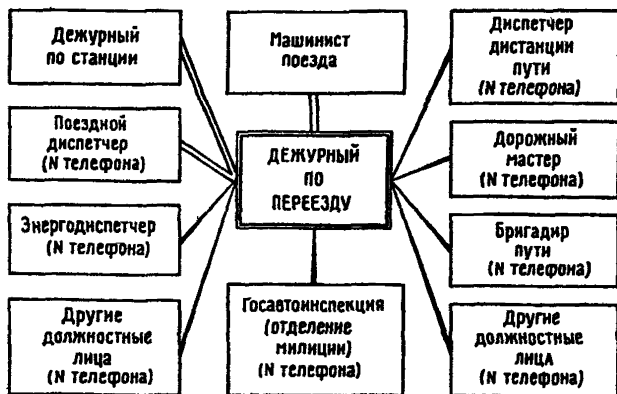 Дежурный
по станции
Поездной
диспетчер
(N телефона)
Энергодиспетчер
(N телефона)
Другие
должностные
лица
(N телефона)
Машинист
поезда
ДЕЖУРНЫЙ
ПО
ПЕРЕЕЗДУ
Госавтоинспекция
(отделение
милиции)
(N телефона)
Диспетчер
дистанции
пути
(N телефона)
Дорожный
мастер
(N телефона)
Бригадир
пути
(N телефона)
Другие
должностные
лица
(N телефона)